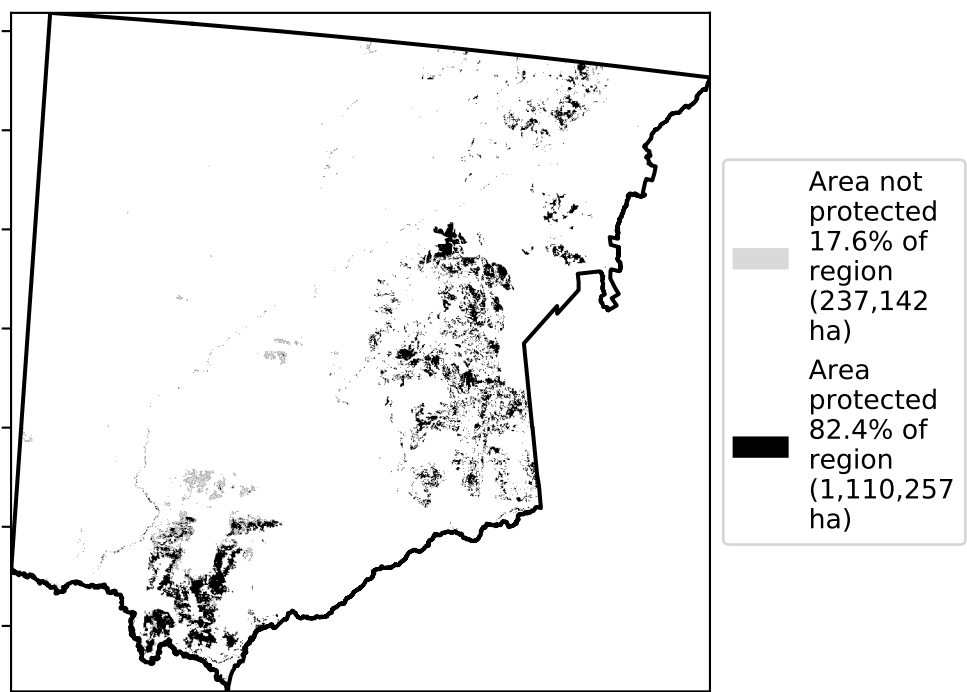 Area not
protected
17.6% of
region
(237,142
ha)
Area
protected
82.4% of
region
(1,110,257
ha)